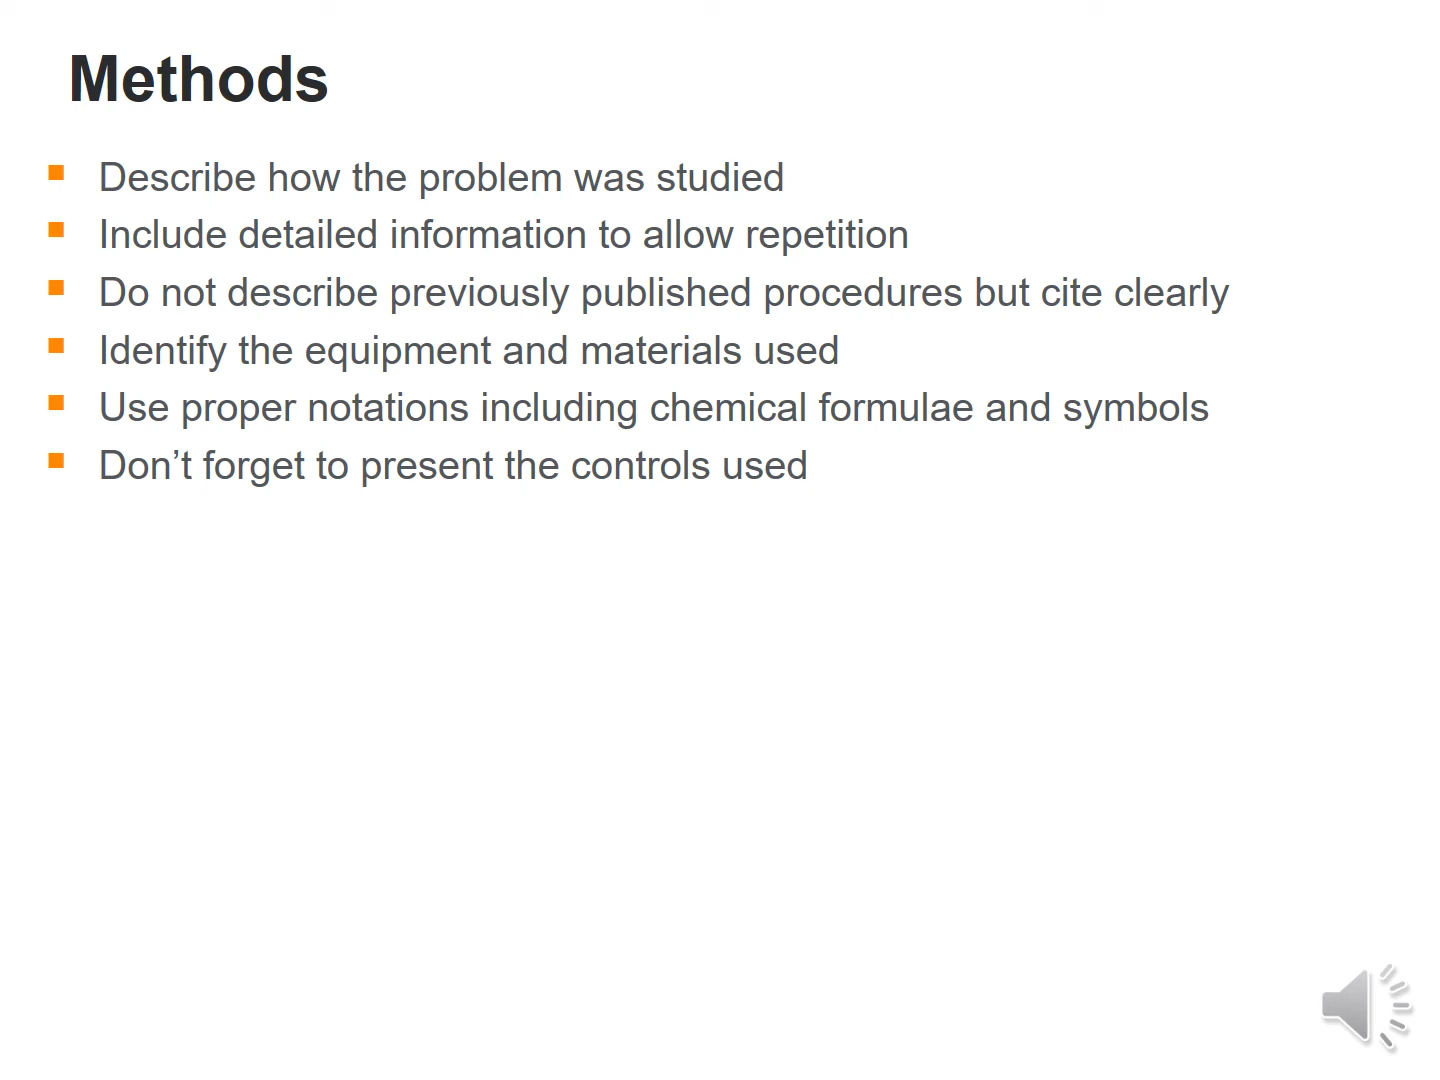 Methods
Describe how the problem was studied
Include detailed information to allow repetition
Do not describe previously published procedures but cite clearly
Identify the equipment and materials used
Use proper notations including chemical formulae and symbols
Don’t forget to present the controls used